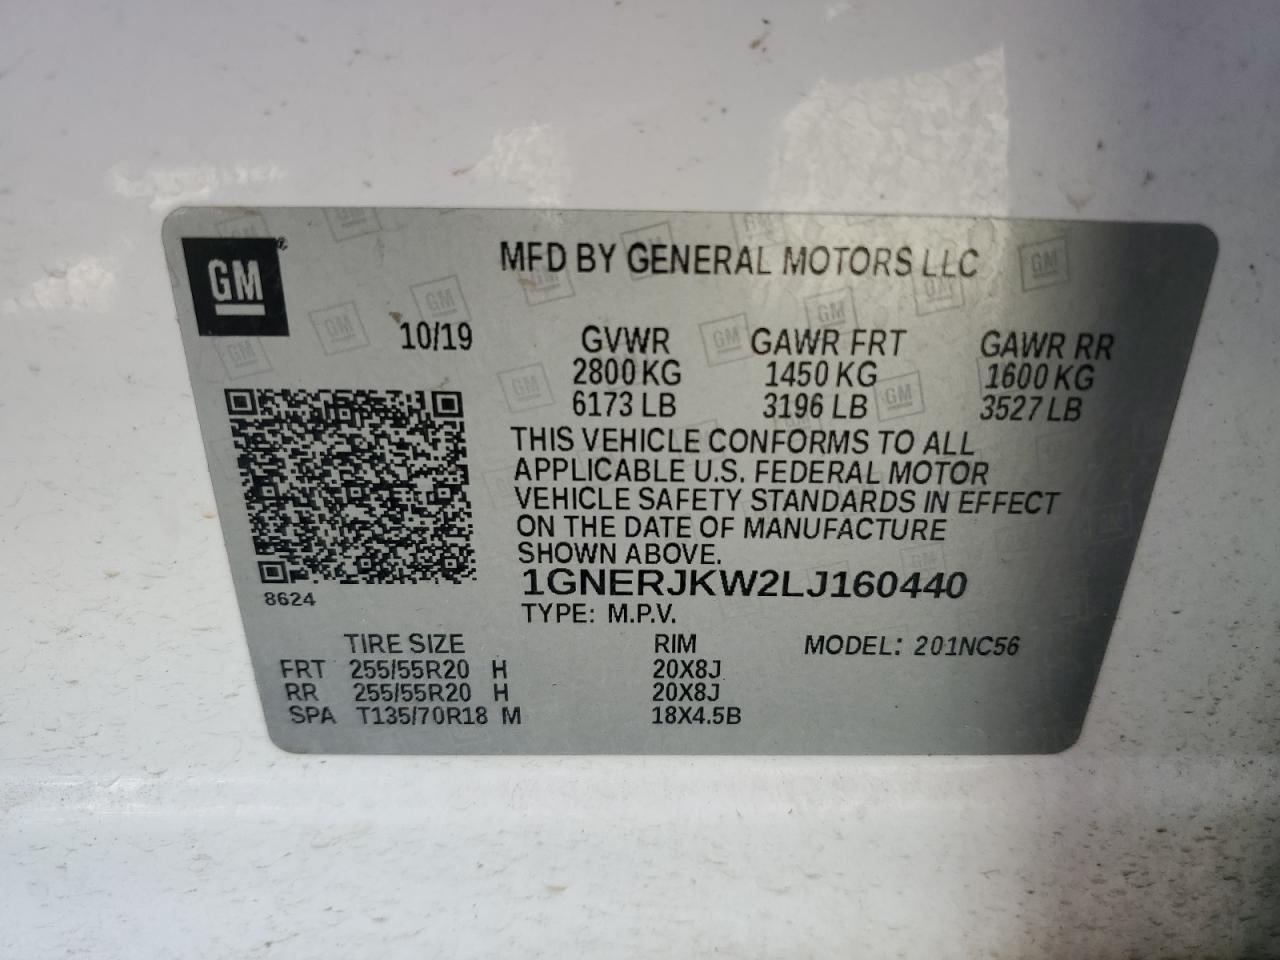 GM
MFD BY GENERAL MOTORS LLC
10/19 GVWR GAWR FRT GAWR RR
2800 KG 1450 KG 1600 KG
6173 LB 3196 LB 3527 LB
THIS VEHICLE CONFORMS TO ALL
APPLICABLE U.S. FEDERAL MOTOR
VEHICLE SAFETY STANDARDS IN EFFECT
ON THE DATE OF MANUFACTURE
SHOWN ABOVE.
1GNERJKW2LJ160440
8624
TYPE: M.P.V.
TIRE SIZE RIM MODEL: 201NC56
FRT 255/55R20 H 20X8J
RR 255/55R20 H 20X8J
SPA T135/70R18 M 18X4.5B